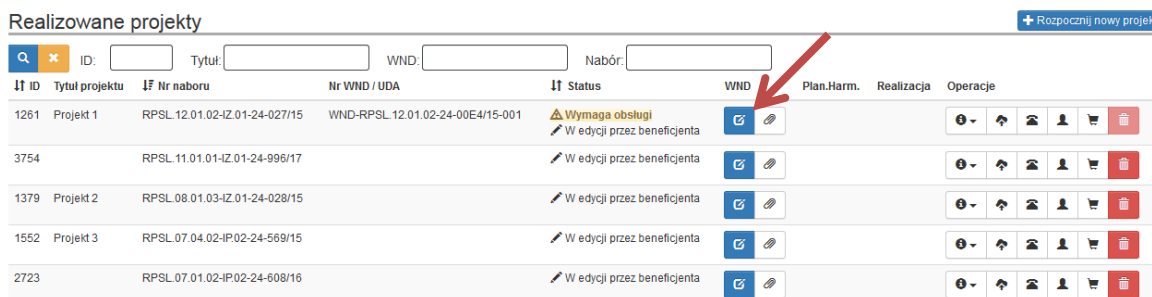 Realizowane projekty
Rozpocznij nowy projek
ID: Tytuł: WND: Nabór:
ID Tytuł projektu Nr naboru Nr WND / UDA Status WND Plan.Harm. Realizacja Operacje
1261 Projekt 1 RPSL.12.01.02-IZ.01-24-027/15 WND-RPSL.12.01.02-24-00E4/15-001 Wymaga obsługi
W edycji przez beneficjenta
3754 RPSL.11.01.01-IZ.01-24-996/17 W edycji przez beneficjenta
1379 Projekt 2 RPSL.08.01.03-IZ.01-24-028/15 W edycji przez beneficjenta
1552 Projekt 3 RPSL.07.04.02-IP.02-24-569/15 W edycji przez beneficjenta
2723 RPSL.07.01.02-IP.02-24-608/16 W edycji przez beneficjenta